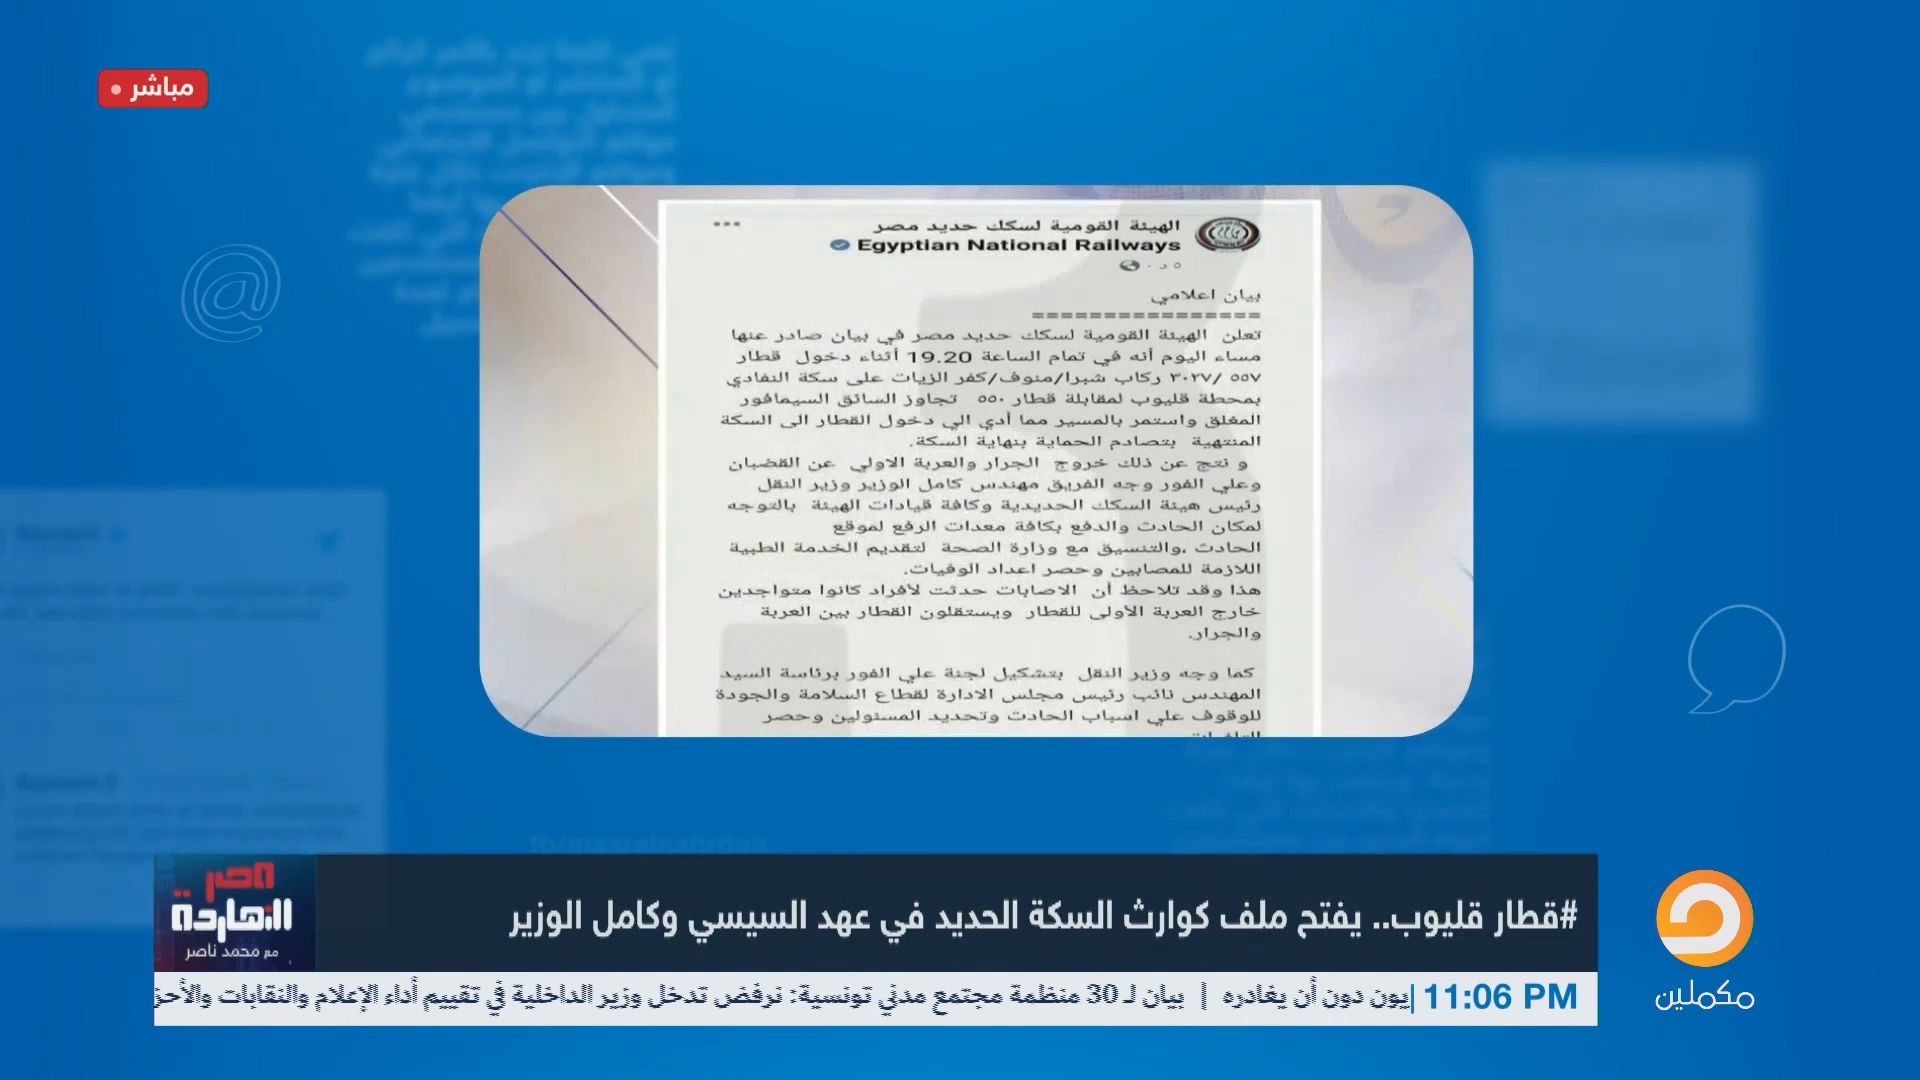 مباشر
الهيئة القومية لسكك حديد مصر
Egyptian National Railways
٥ د ·
بيان اعلامي
================
تعلن الهيئة القومية لسكك حديد مصر في بيان صادر عنها
مساء اليوم أنه في تمام الساعة 19.20 أثناء دخول قطار
٥٥٧ /٣٠٢٧ ركاب شبرا/منوف/كفر الزيات على سكة التفادي
بمحطة قليوب لمقابلة قطار ٥٥٠ تجاوز السائق السيمافور
المغلق واستمر بالمسير مما أدي الي دخول القطار الى السكة
المنتهية بتصادم الحماية بنهاية السكة.
و نتج عن ذلك خروج الجرار والعربة الاولي عن القضبان
وعلي الفور وجه الفريق مهندس كامل الوزير وزير النقل
رئيس هيئة السكك الحديدية وكافة قيادات الهيئة بالتوجه
لمكان الحادث والدفع بكافة معدات الرفع لموقع
الحادث ،والتنسيق مع وزارة الصحة لتقديم الخدمة الطبية
اللازمة للمصابين وحصر اعداد الوفيات.
هذا وقد تلاحظ أن الاصابات حدثت لأفراد كانوا متواجدين
خارج العربة الأولى للقطار ويستقلون القطار بين العربة
والجرار.
كما وجه وزير النقل بتشكيل لجنة علي الفور برئاسة السيد
المهندس نائب رئيس مجلس الادارة لقطاع السلامة والجودة
للوقوف علي اسباب الحادث وتحديد المسئولين وحصر
#قطار قليوب.. يفتح ملف كوارث السكة الحديد في عهد السيسي وكامل الوزير
مصر
النهاردة
مع محمد ناصر
11:06 PM
يون دون أن يغادره | بيان لـ 30 منظمة مجتمع مدني تونسية: نرفض تدخل وزير الداخلية في تقييم أداء الإعلام والنقابات والأحز
مكملين